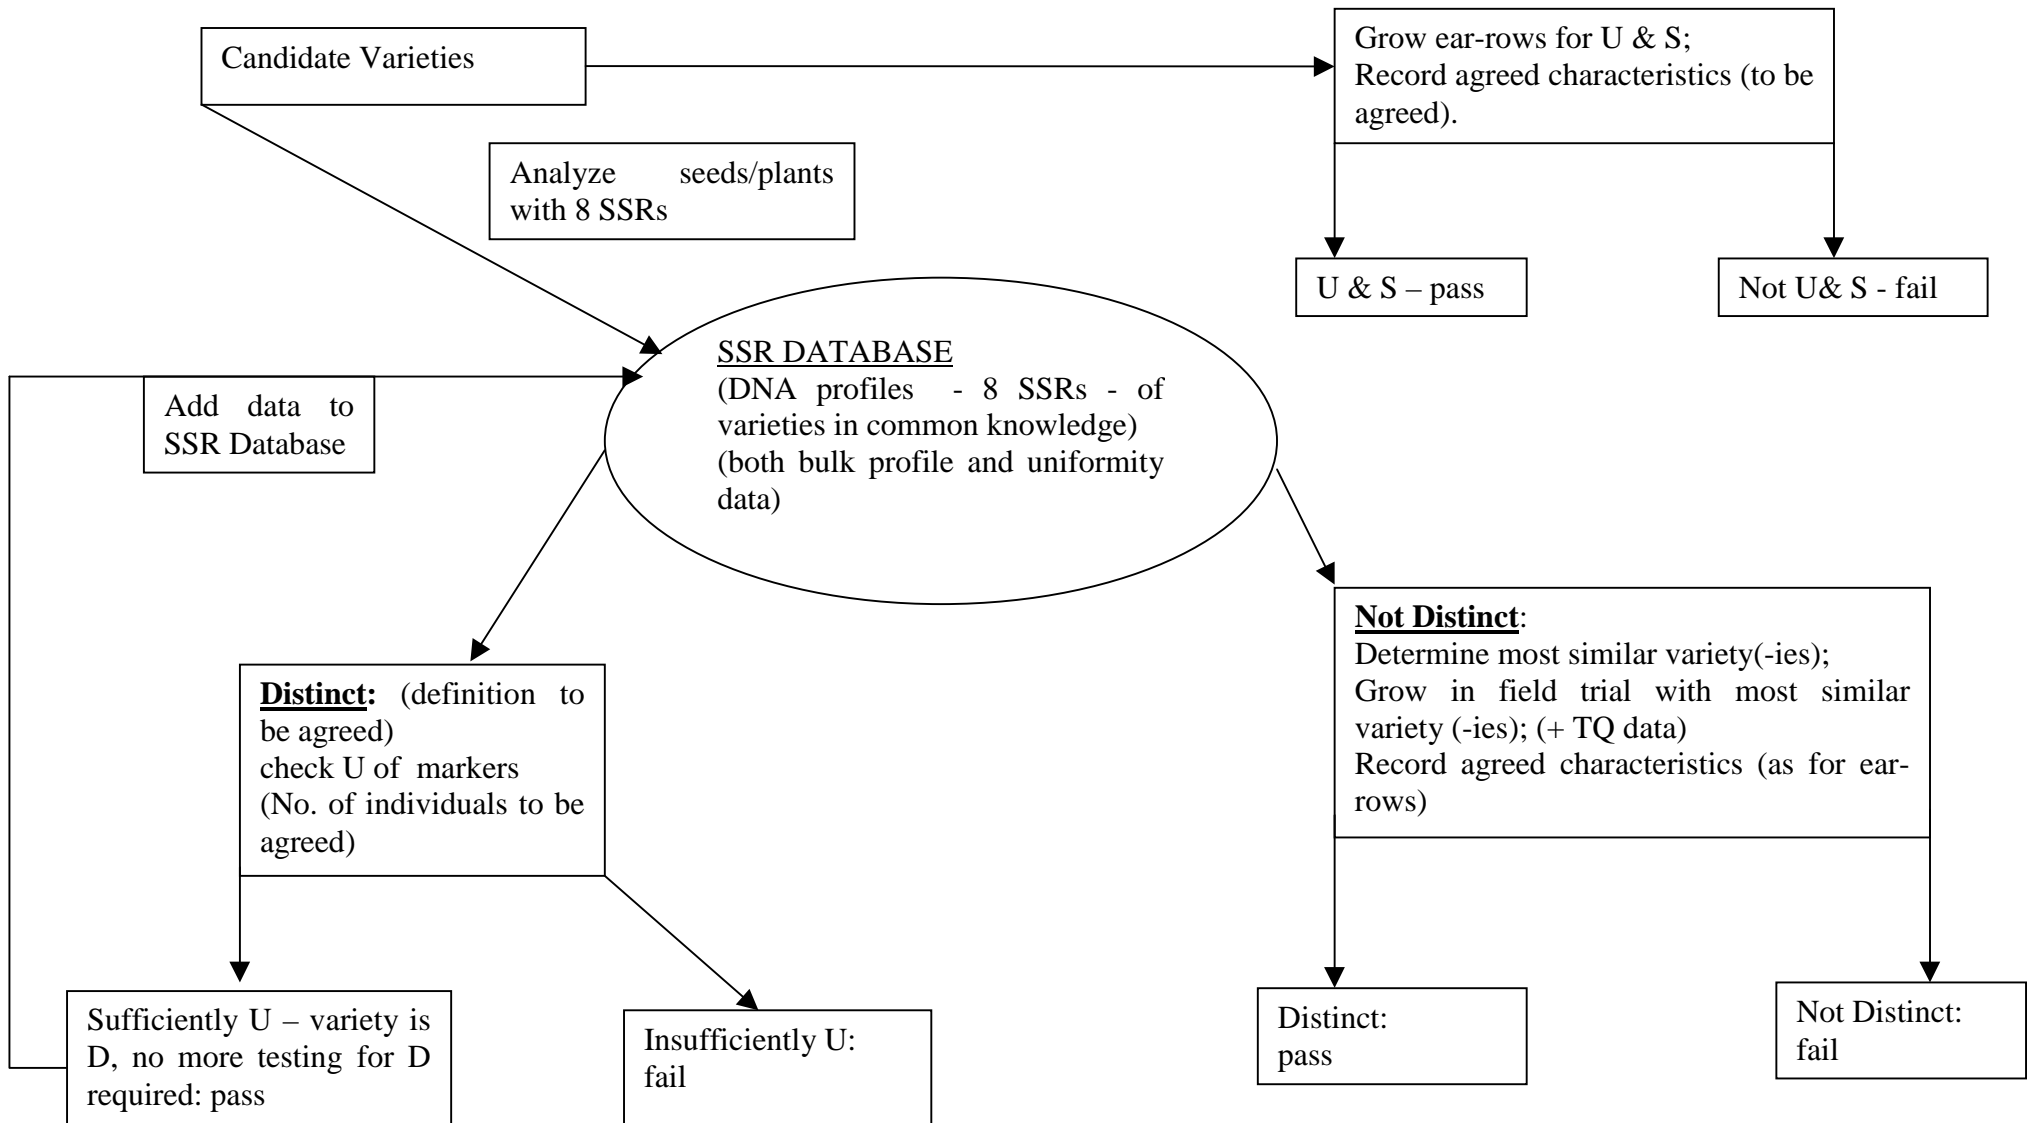 Candidate Varieties
Grow ear-rows for U & S;
Record agreed characteristics (to be
agreed).
Analyze seeds/plants
with 8 SSRs
U & S – pass
Not U& S - fail
SSR DATABASE
(DNA profiles - 8 SSRs - of
varieties in common knowledge)
(both bulk profile and uniformity
data)
Add data to
SSR Database
Distinct: (definition to
be agreed)
check U of markers
(No. of individuals to be
agreed)
Not Distinct:
Determine most similar variety(-ies);
Grow in field trial with most similar
variety (-ies); (+ TQ data)
Record agreed characteristics (as for ear-
rows)
Sufficiently U – variety is
D, no more testing for D
required: pass
Insufficiently U:
fail
Distinct:
pass
Not Distinct:
fail